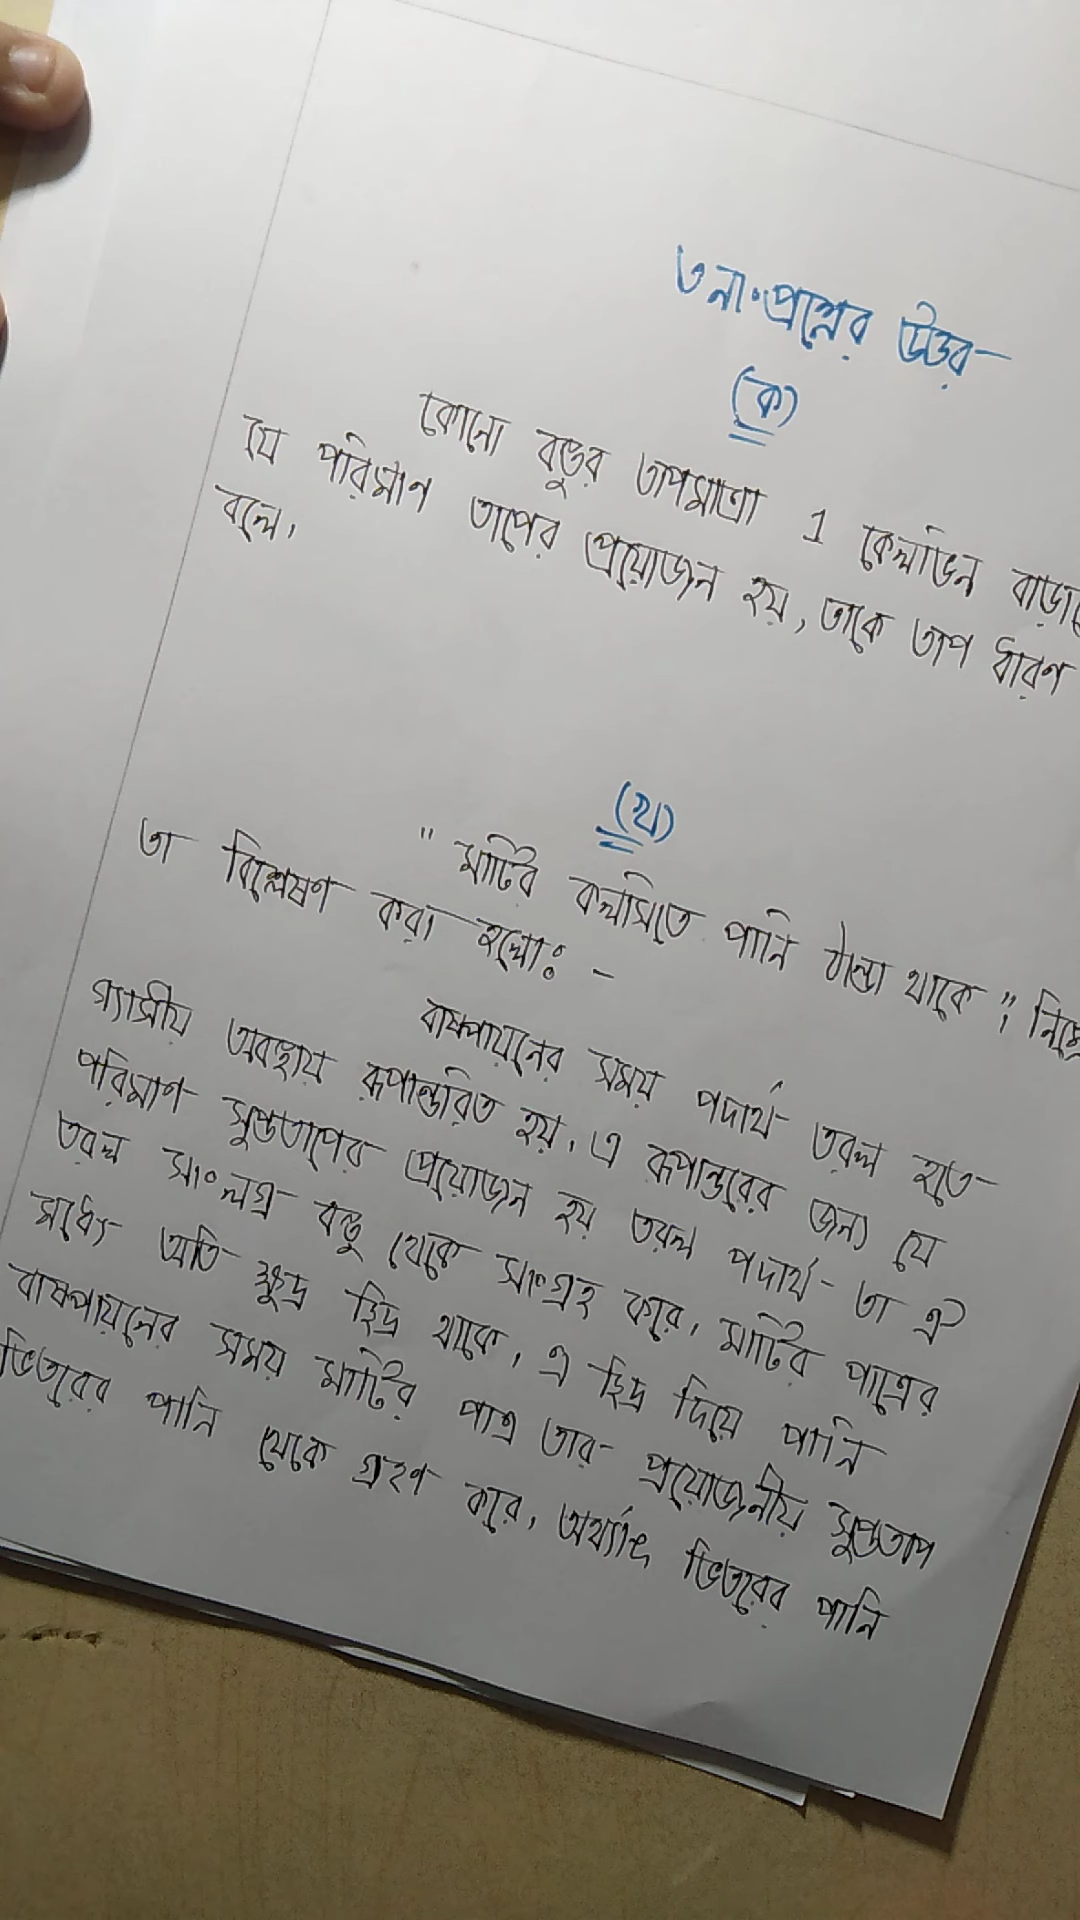 ৩ নং প্রশ্নের উত্তর
(ক)
কোনো বস্তুর তাপমাত্রা 1 কেলভিন বাড়াতে
যে পরিমাণ তাপের প্রয়োজন হয়, তাকে তাপ ধারণ
বলে।
(খ)
"মাটির কলসিতে পানি ঠান্ডা থাকে"; নিম্নে
তা বিশ্লেষণ করা হলো: -
বাষ্পায়নের সময় পদার্থ তরল হতে
গ্যাসীয় অবস্থায় রূপান্তরিত হয়। এ রূপান্তরের জন্য যে
পরিমাণ সুপ্ততাপের প্রয়োজন হয় তরল পদার্থ তা ঐ
তরল সংলগ্ন বস্তু থেকে সংগ্রহ করে। মাটির পাত্রের
মধ্যে অতি ক্ষুদ্র ছিদ্র থাকে। এ ছিদ্র দিয়ে পানি
বাষ্পায়নের সময় মাটির পাত্র তার প্রয়োজনীয় সুপ্ততাপ
ভিতরের পানি থেকে গ্রহণ করে। অর্থ্যাৎ ভিতরের পানি